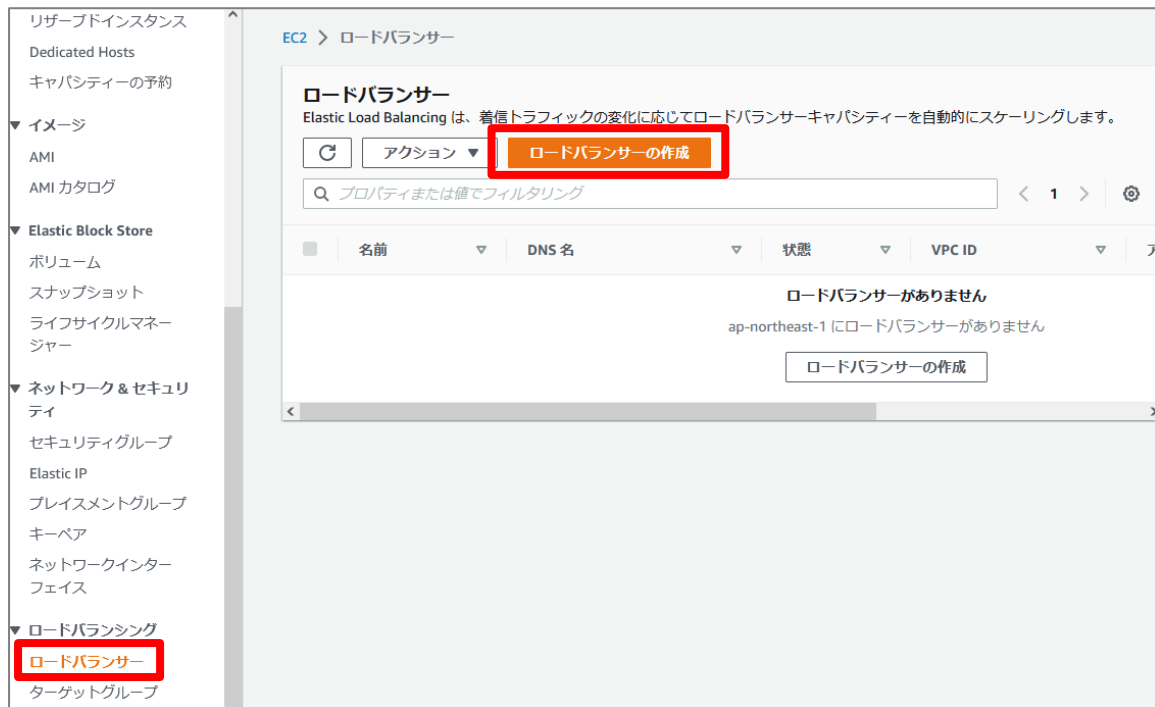 リザーブドインスタンス
Dedicated Hosts
キャパシティーの予約
▼ イメージ
AMI
AMI カタログ
▼ Elastic Block Store
ボリューム
スナップショット
ライフサイクルマネー
ジャー
▼ ネットワーク & セキュリ
ティ
セキュリティグループ
Elastic IP
プレイスメントグループ
キーペア
ネットワークインター
フェイス
▼ ロードバランシング
ロードバランサー
ターゲットグループ
EC2 > ロードバランサー
ロードバランサー
Elastic Load Balancing は、着信トラフィックの変化に応じてロードバランサーキャパシティーを自動的にスケーリングします。
アクション ▼ ロードバランサーの作成
プロパティまたは値でフィルタリング < 1 >
名前 DNS 名 状態 VPC ID
ロードバランサーがありません
ap-northeast-1 にロードバランサーがありません
ロードバランサーの作成